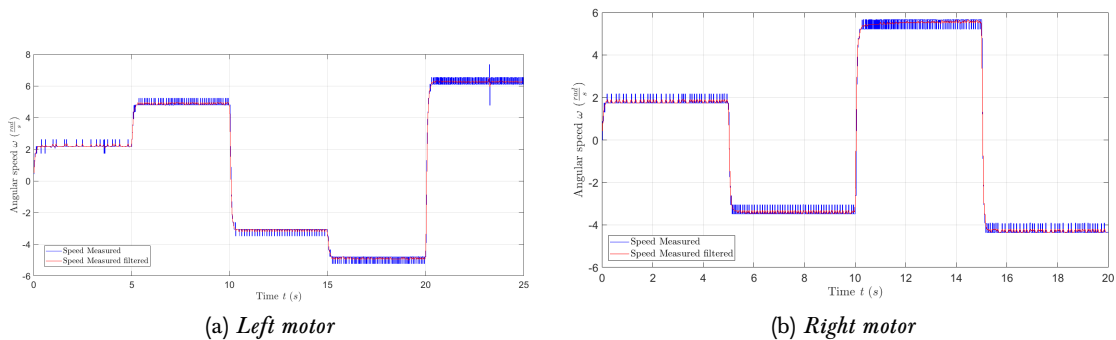 Angular speed ω (rad/s)
8
6
4
2
0
-2
-4
-6
Speed Measured
Speed Measured filtered
0 5 10 15 20 25
Time t (s)
(a) Left motor
Angular speed ω (rad/s)
6
4
2
0
-2
-4
-6
Speed Measured
Speed Measured filtered
0 2 4 6 8 10 12 14 16 18 20
Time t (s)
(b) Right motor